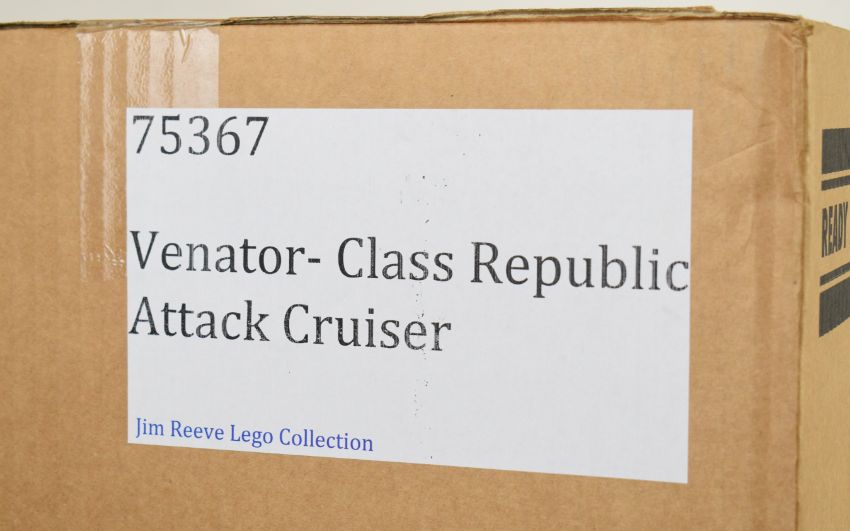 75367
Venator- Class Republic
Attack Cruiser
Jim Reeve Lego Collection
READY